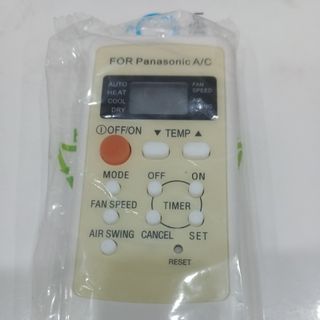 FOR Panasonic A/C
AUTO
HEAT
COOL
DRY
FAN
SPEED
OFF/ON
▼ TEMP ▲
MODE
OFF
ON
FAN SPEED
TIMER
AIR SWING
CANCEL
SET
RESET